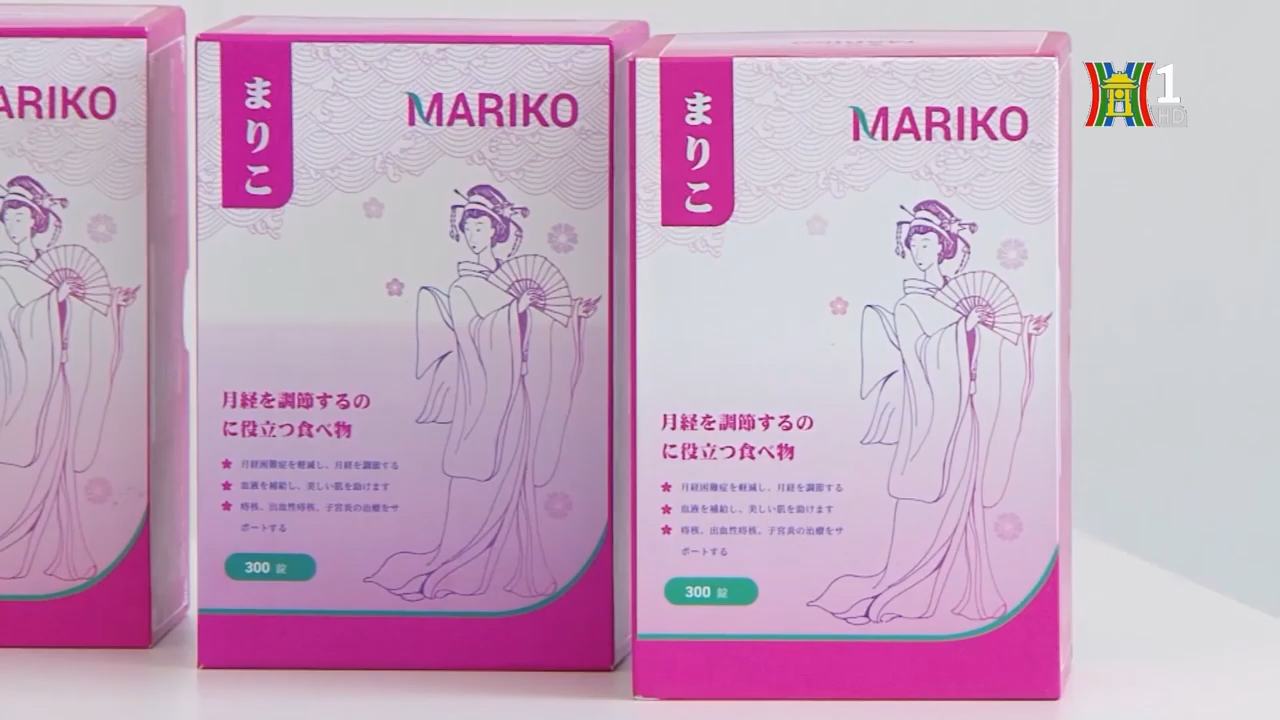 ARIKO
まりこ
MARIKO
月経を調節するの
に役立つ食べ物
月経困難症を軽減し、月経を調節する
血液を補給し、美しい肌を助けます
痔核、出血性痔核、子宮炎の治療をサ
ポートする
300 錠
まりこ
MARIKO
月経を調節するの
に役立つ食べ物
月経困難症を軽減し、月経を調節する
血液を補給し、美しい肌を助けます
痔核、出血性痔核、子宮炎の治療をサ
ポートする
300 錠
1
HD